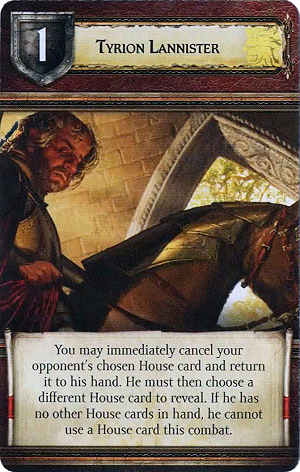 1
Tyrion Lannister
You may immediately cancel your
opponent's chosen House card and return
it to his hand. He must then choose a
different House card to reveal. If he has
no other House cards in hand, he cannot
use a House card this combat.